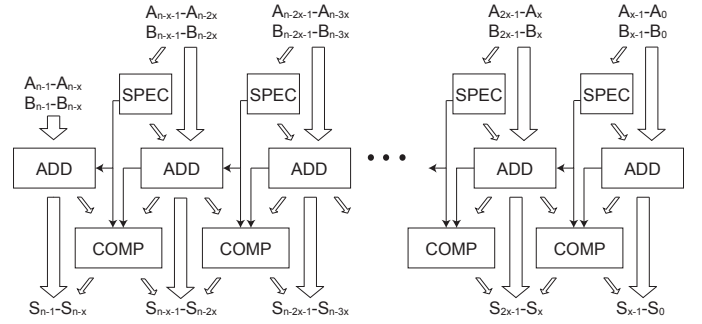 Aₙ₋ₓ₋₁-Aₙ₋₂ₓ Aₙ₋₂ₓ₋₁-Aₙ₋₃ₓ A₂ₓ₋₁-Aₓ Aₓ₋₁-A₀
Bₙ₋ₓ₋₁-Bₙ₋₂ₓ Bₙ₋₂ₓ₋₁-Bₙ₋₃ₓ B₂ₓ₋₁-Bₓ Bₓ₋₁-B₀
Aₙ₋₁-Aₙ₋ₓ
Bₙ₋₁-Bₙ₋ₓ
SPEC SPEC SPEC SPEC
ADD ADD ADD • • • ADD ADD
COMP COMP COMP COMP
Sₙ₋₁-Sₙ₋ₓ Sₙ₋ₓ₋₁-Sₙ₋₂ₓ Sₙ₋₂ₓ₋₁-Sₙ₋₃ₓ S₂ₓ₋₁-Sₓ Sₓ₋₁-S₀